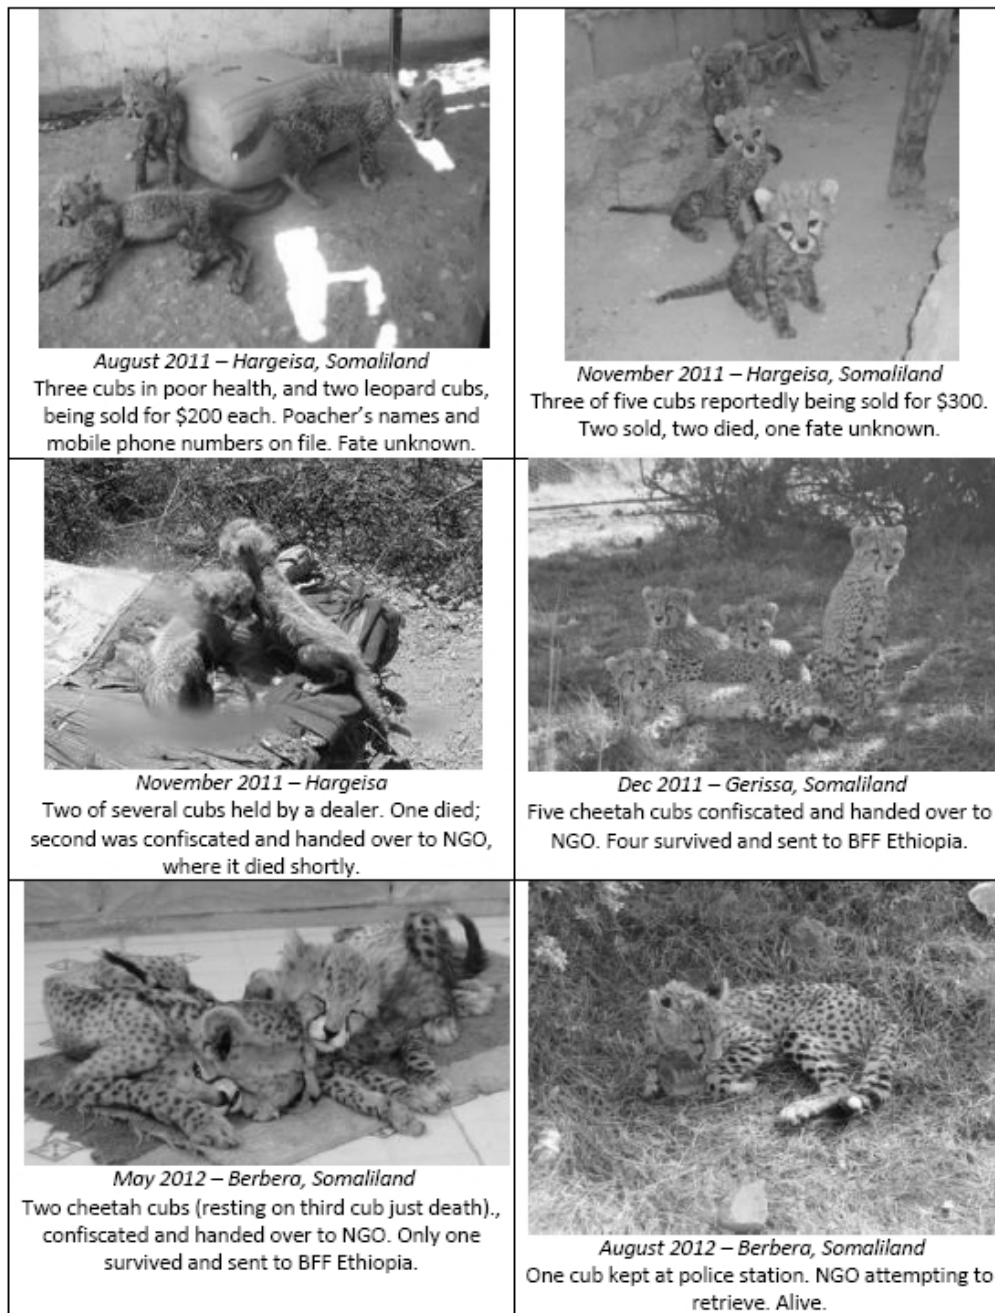 August 2011 – Hargeisa, Somaliland
Three cubs in poor health, and two leopard cubs,
being sold for $200 each. Poacher's names and
mobile phone numbers on file. Fate unknown.
November 2011 – Hargeisa, Somaliland
Three of five cubs reportedly being sold for $300.
Two sold, two died, one fate unknown.
November 2011 – Hargeisa
Two of several cubs held by a dealer. One died;
second was confiscated and handed over to NGO,
where it died shortly.
Dec 2011 – Gerissa, Somaliland
Five cheetah cubs confiscated and handed over to
NGO. Four survived and sent to BFF Ethiopia.
May 2012 – Berbera, Somaliland
Two cheetah cubs (resting on third cub just death).,
confiscated and handed over to NGO. Only one
survived and sent to BFF Ethiopia.
August 2012 – Berbera, Somaliland
One cub kept at police station. NGO attempting to
retrieve. Alive.